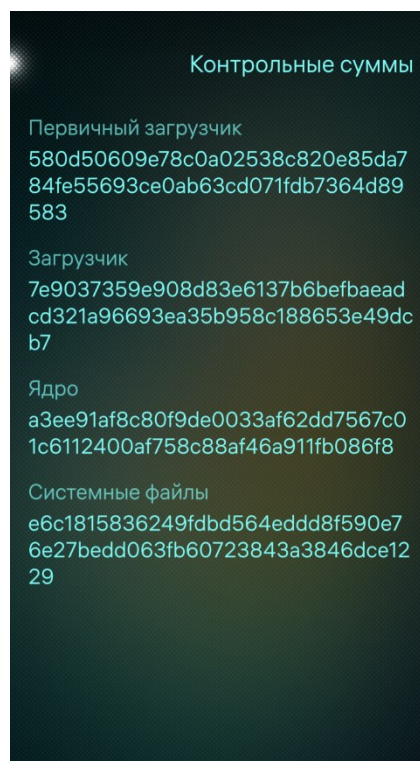 Контрольные суммы
Первичный загрузчик
580d50609e78c0a02538c820e85da7
84fe55693ce0ab63cd071fdb7364d89
583
Загрузчик
7e9037359e908d83e6137b6befbaead
cd321a96693ea35b958c188653e49dc
b7
Ядро
a3ee91af8c80f9de0033af62dd7567c0
1c6112400af758c88af46a911fb086f8
Системные файлы
e6c1815836249fdbd564eddd8f590e7
6e27bedd063fb60723843a3846dce12
29